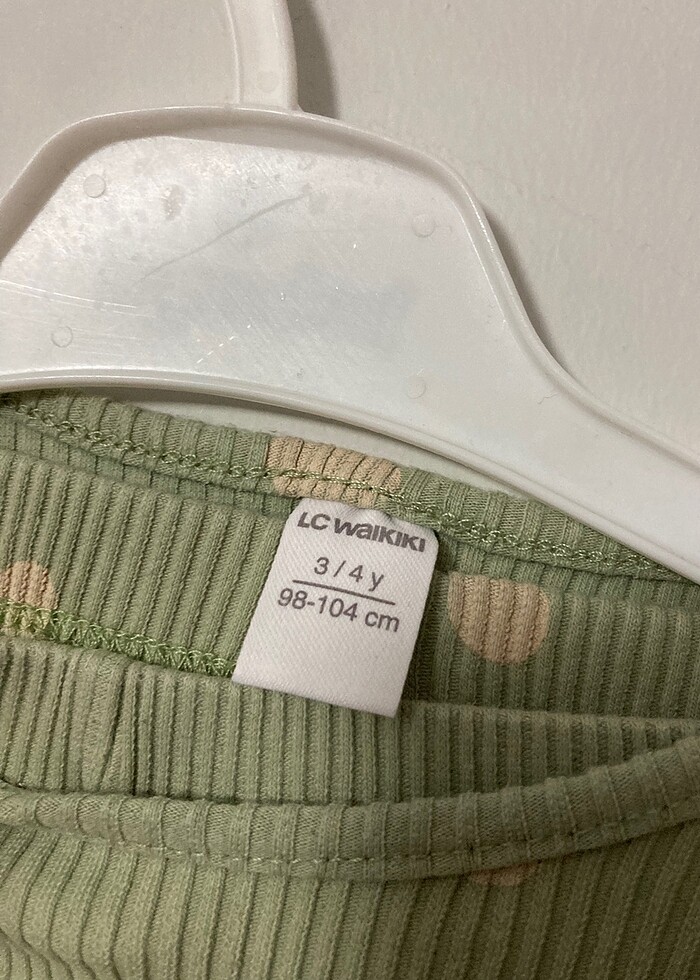 LC WAIKIKI
3 / 4 y
98-104 cm